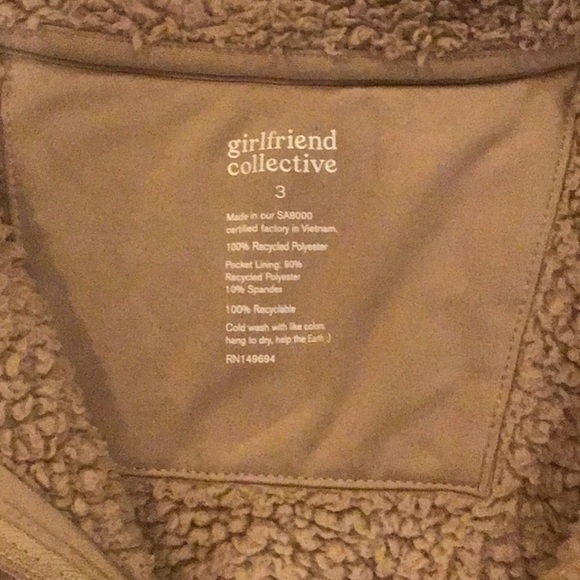 girlfriend
collective
3
Made in our SA8000
certified factory in Vietnam.
100% Recycled Polyester
Pocket Lining: 90%
Recycled Polyester
10% Spandex
100% Recyclable
Cold wash with like colors
hang to dry, help the Earth :)
RN149694